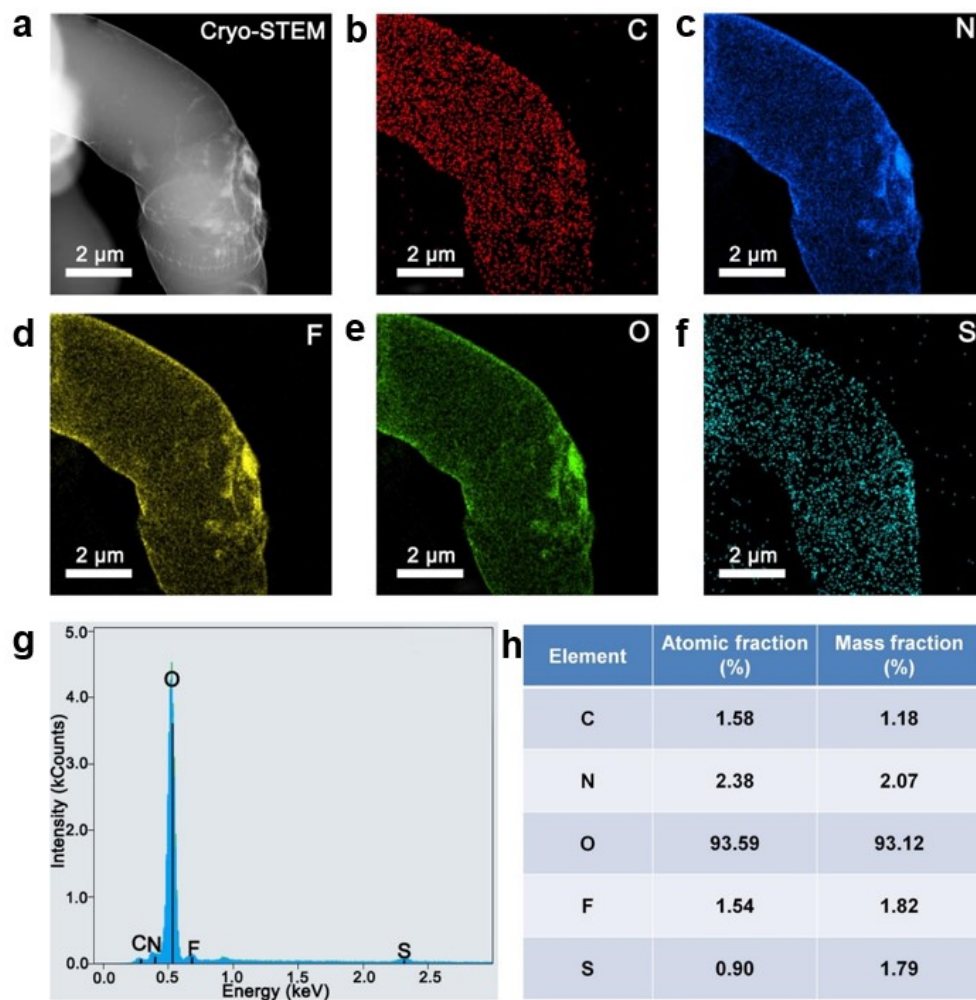 a
Cryo-STEM
2 μm
b
C
2 μm
c
N
2 μm
d
F
2 μm
e
O
2 μm
f
S
2 μm
g
5.0
4.0
3.0
2.0
1.0
0.0
Intensity (kCounts)
O
C N F S
0.0 0.5 1.0 1.5 2.0 2.5
Energy (keV)
h
Element Atomic fraction (%) Mass fraction (%)
C 1.58 1.18
N 2.38 2.07
O 93.59 93.12
F 1.54 1.82
S 0.90 1.79